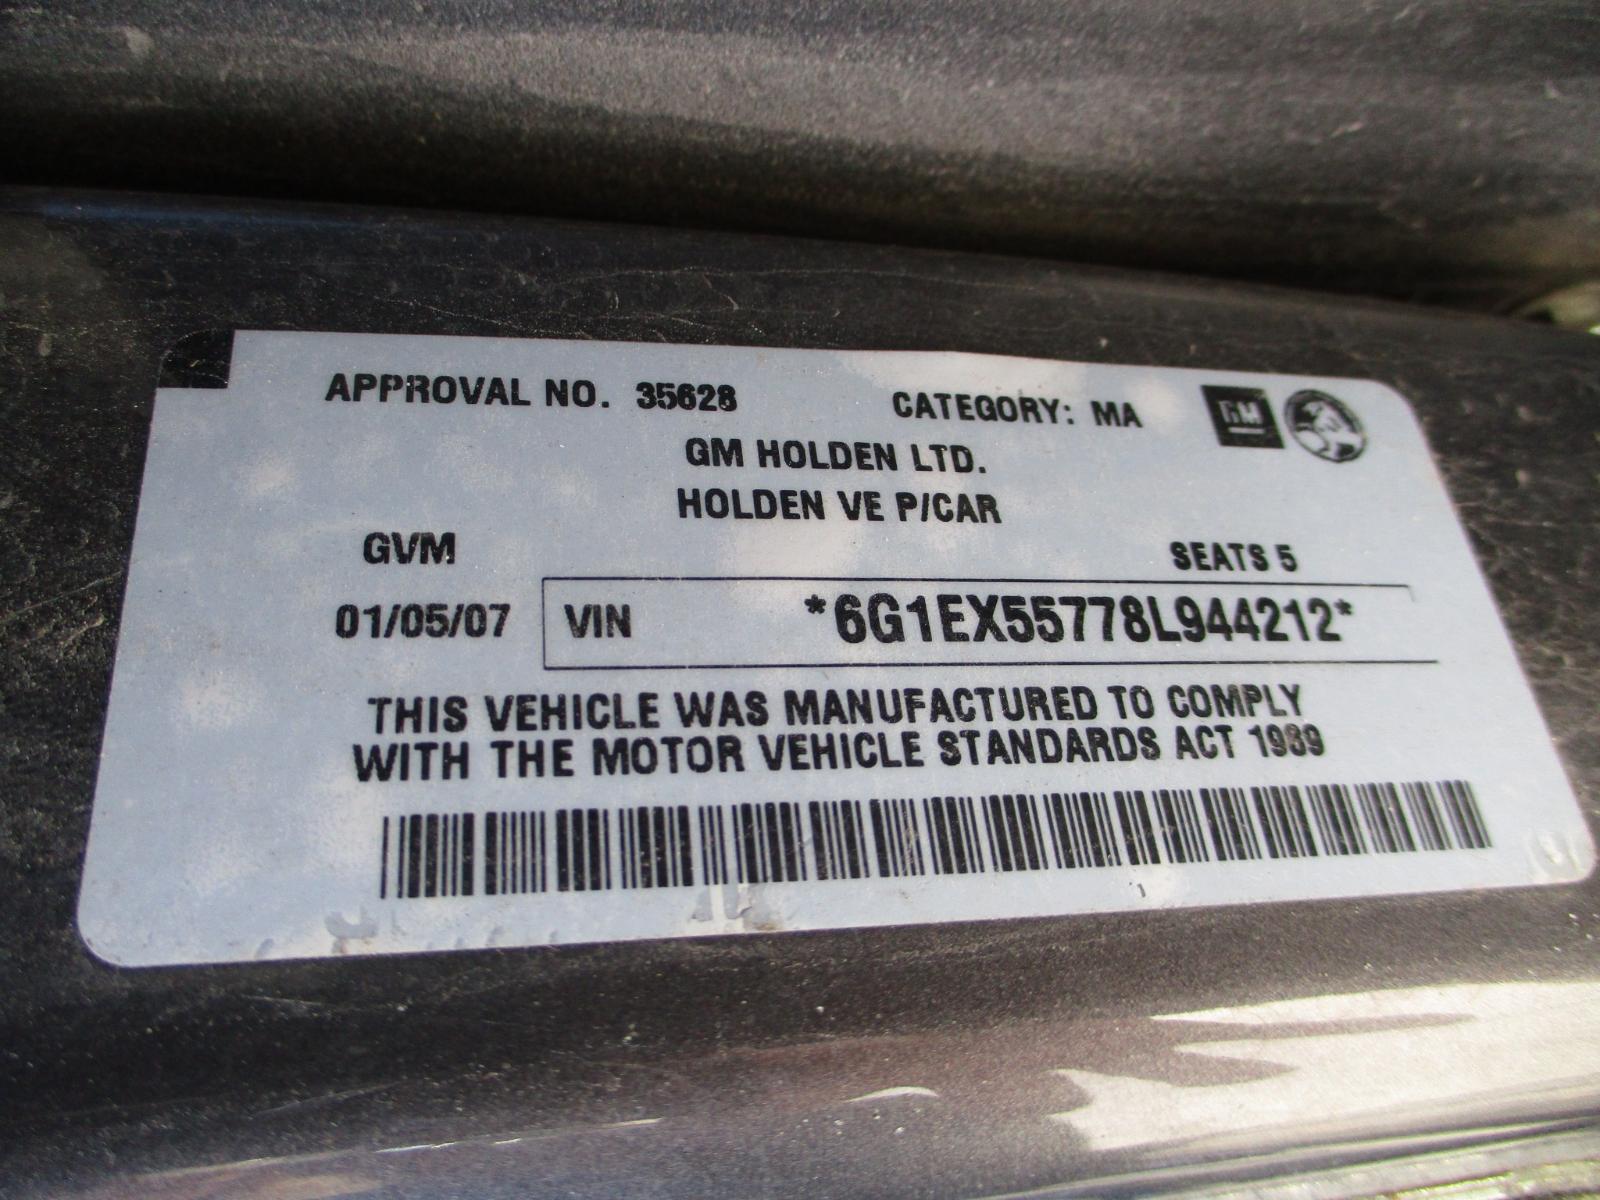 APPROVAL NO. 35628 CATEGORY: MA GM
GM HOLDEN LTD.
HOLDEN VE P/CAR
GVM SEATS 5
01/05/07 VIN *6G1EX55778L944212*
THIS VEHICLE WAS MANUFACTURED TO COMPLY
WITH THE MOTOR VEHICLE STANDARDS ACT 1989